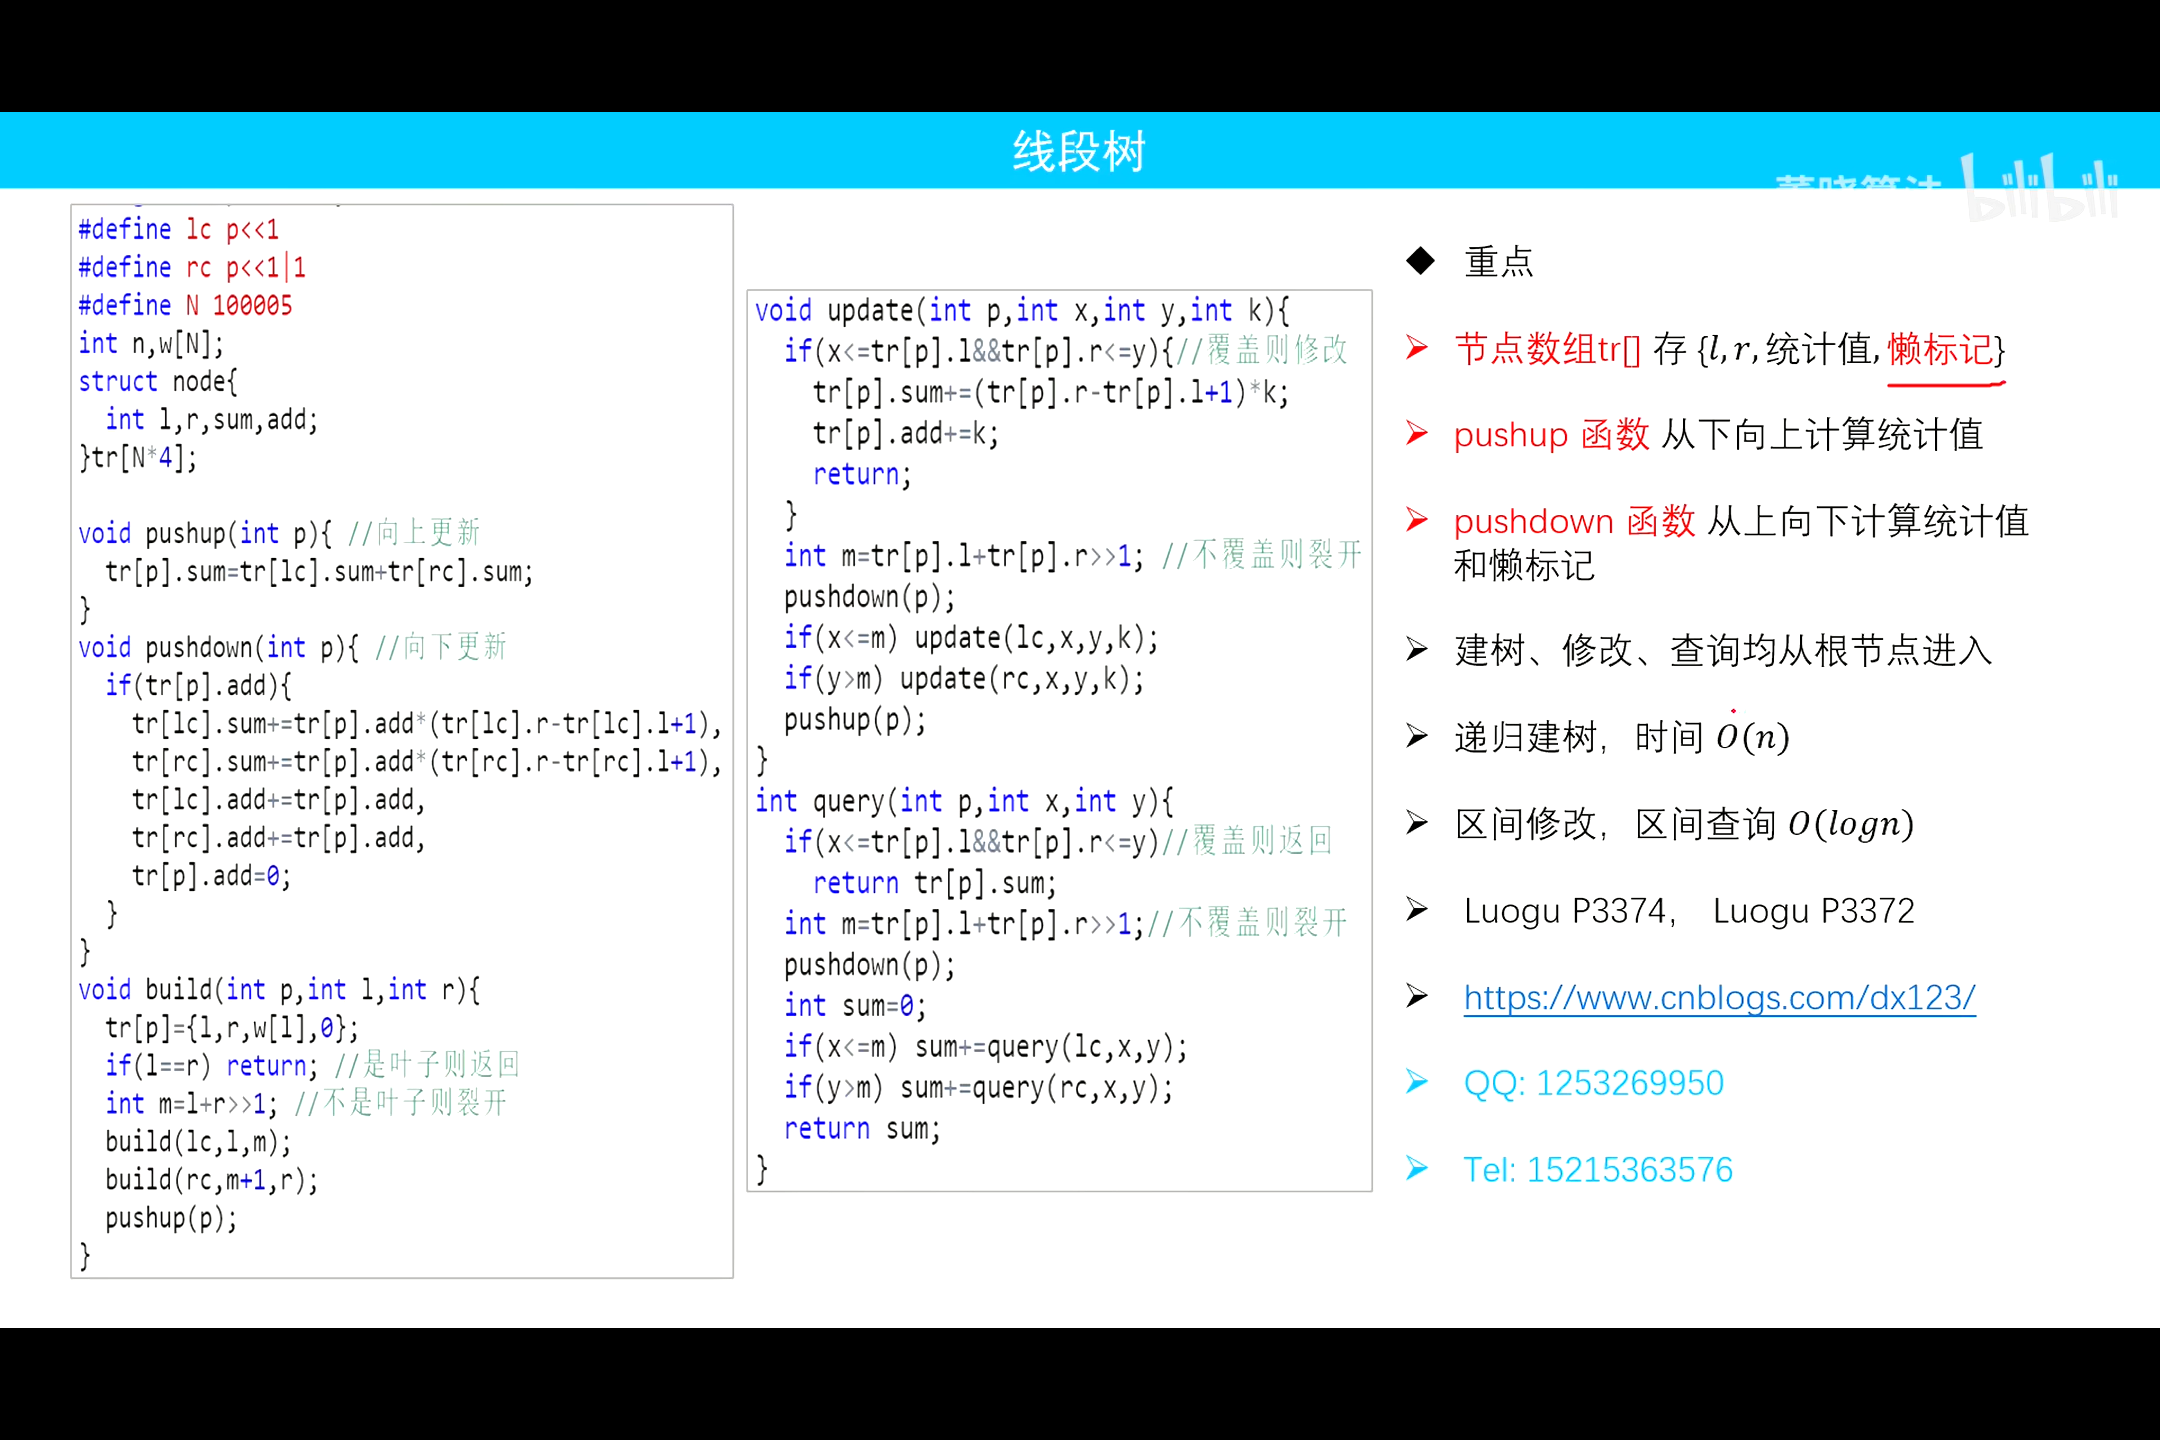 线段树
bilibili
#define lc p<<1
#define rc p<<1|1
#define N 100005
int n,w[N];
struct node{
  int l,r,sum,add;
}tr[N*4];
void pushup(int p){ //向上更新
  tr[p].sum=tr[lc].sum+tr[rc].sum;
}
void pushdown(int p){ //向下更新
  if(tr[p].add){
    tr[lc].sum+=tr[p].add*(tr[lc].r-tr[lc].l+1),
    tr[rc].sum+=tr[p].add*(tr[rc].r-tr[rc].l+1),
    tr[lc].add+=tr[p].add,
    tr[rc].add+=tr[p].add,
    tr[p].add=0;
  }
}
void build(int p,int l,int r){
  tr[p]={l,r,w[l],0};
  if(l==r) return; //是叶子则返回
  int m=l+r>>1; //不是叶子则裂开
  build(lc,l,m);
  build(rc,m+1,r);
  pushup(p);
}
void update(int p,int x,int y,int k){
  if(x<=tr[p].l&&tr[p].r<=y){//覆盖则修改
    tr[p].sum+=(tr[p].r-tr[p].l+1)*k;
    tr[p].add+=k;
    return;
  }
  int m=tr[p].l+tr[p].r>>1; //不覆盖则裂开
  pushdown(p);
  if(x<=m) update(lc,x,y,k);
  if(y>m) update(rc,x,y,k);
  pushup(p);
}
int query(int p,int x,int y){
  if(x<=tr[p].l&&tr[p].r<=y)//覆盖则返回
    return tr[p].sum;
  int m=tr[p].l+tr[p].r>>1;//不覆盖则裂开
  pushdown(p);
  int sum=0;
  if(x<=m) sum+=query(lc,x,y);
  if(y>m) sum+=query(rc,x,y);
  return sum;
}
◆ 重点
➢ 节点数组tr[] 存 {l,r,统计值,懒标记}
➢ pushup 函数 从下向上计算统计值
➢ pushdown 函数 从上向下计算统计值
和懒标记
➢ 建树、修改、查询均从根节点进入
➢ 递归建树，时间 O(n)
➢ 区间修改，区间查询 O(logn)
➢ Luogu P3374， Luogu P3372
➢ https://www.cnblogs.com/dx123/
➢ QQ: 1253269950
➢ Tel: 15215363576